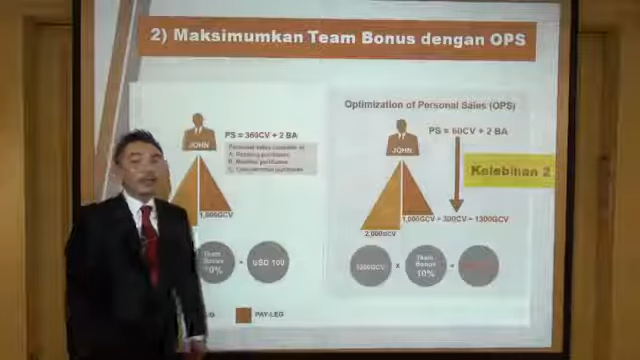 2) Maksimumkan Team Bonus dengan OPS
JOHN
PS = 360CV + 2 BA
1,000GCV
Team
Bonus
10%
USD 100
PAY-LEG
Optimization of Personal Sales (OPS)
JOHN
PS = 60CV + 2 BA
Kelebihan 2
1,000GCV + 300CV = 1300GCV
2,000GCV
1300GCV
x
Team
Bonus
10%
=